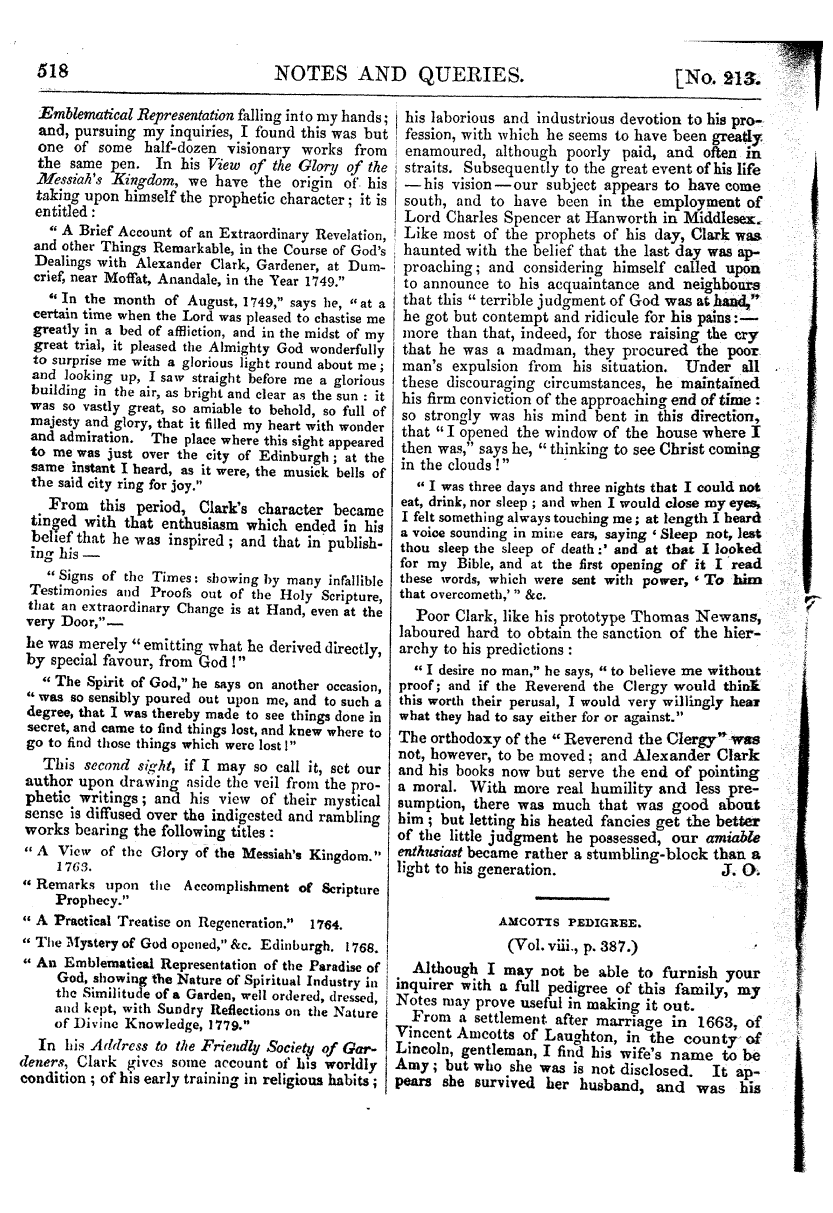 518 NOTES AND QUERIES. [No. 213.
Emblematical Representation falling into my hands;
and, pursuing my inquiries, I found this was but
one of some half-dozen visionary works from
the same pen. In his View of the Glory of the
Messiah's Kingdom, we have the origin of his
taking upon himself the prophetic character; it is
entitled:
"A Brief Account of an Extraordinary Revelation,
and other Things Remarkable, in the Course of God's
Dealings with Alexander Clark, Gardener, at Dum-
crief, near Moffat, Anandale, in the Year 1749."
"In the month of August, 1749," says he, "at a
certain time when the Lord was pleased to chastise me
greatly in a bed of affliction, and in the midst of my
great trial, it pleased the Almighty God wonderfully
to surprise me with a glorious light round about me;
and looking up, I saw straight before me a glorious
building in the air, as bright and clear as the sun: it
was so vastly great, so amiable to behold, so full of
majesty and glory, that it filled my heart with wonder
and admiration. The place where this sight appeared
to me was just over the city of Edinburgh; at the
same instant I heard, as it were, the musick bells of
the said city ring for joy."
From this period, Clark's character became
tinged with that enthusiasm which ended in his
belief that he was inspired; and that in publish-
ing his —
"Signs of the Times: showing by many infallible
Testimonies and Proofs out of the Holy Scripture,
that an extraordinary Change is at Hand, even at the
very Door,"—
he was merely "emitting what he derived directly,
by special favour, from God!"
"The Spirit of God," he says on another occasion,
"was so sensibly poured out upon me, and to such a
degree, that I was thereby made to see things done in
secret, and came to find things lost, and knew where to
go to find those things which were lost!"
This second sight, if I may so call it, set our
author upon drawing aside the veil from the pro-
phetic writings; and his view of their mystical
sense is diffused over the indigested and rambling
works bearing the following titles:
"A View of the Glory of the Messiah's Kingdom."
1763.
"Remarks upon the Accomplishment of Scripture
Prophecy."
"A Practical Treatise on Regeneration." 1764.
"The Mystery of God opened," &c. Edinburgh. 1768.
"An Emblematical Representation of the Paradise of
God, showing the Nature of Spiritual Industry in
the Similitude of a Garden, well ordered, dressed,
and kept, with Sundry Reflections on the Nature
of Divine Knowledge, 1779."
In his Address to the Friendly Society of Gar-
deners, Clark gives some account of his worldly
condition; of his early training in religious habits;
his laborious and industrious devotion to his pro-
fession, with which he seems to have been greatly
enamoured, although poorly paid, and often in
straits. Subsequently to the great event of his life
— his vision — our subject appears to have come
south, and to have been in the employment of
Lord Charles Spencer at Hanworth in Middlesex.
Like most of the prophets of his day, Clark was
haunted with the belief that the last day was ap-
proaching; and considering himself called upon
to announce to his acquaintance and neighbours
that this "terrible judgment of God was at hand,"
he got but contempt and ridicule for his pains:—
more than that, indeed, for those raising the cry
that he was a madman, they procured the poor
man's expulsion from his situation. Under all
these discouraging circumstances, he maintained
his firm conviction of the approaching end of time:
so strongly was his mind bent in this direction,
that "I opened the window of the house where I
then was," says he, "thinking to see Christ coming
in the clouds!"
"I was three days and three nights that I could not
eat, drink, nor sleep; and when I would close my eyes,
I felt something always touching me; at length I heard
a voice sounding in mine ears, saying 'Sleep not, lest
thou sleep the sleep of death:' and at that I looked
for my Bible, and at the first opening of it I read
these words, which were sent with power, 'To him
that overcometh,'" &c.
Poor Clark, like his prototype Thomas Newans,
laboured hard to obtain the sanction of the hier-
archy to his predictions:
"I desire no man," he says, "to believe me without
proof; and if the Reverend the Clergy would think
this worth their perusal, I would very willingly hear
what they had to say either for or against."
The orthodoxy of the "Reverend the Clergy" was
not, however, to be moved; and Alexander Clark
and his books now but serve the end of pointing
a moral. With more real humility and less pre-
sumption, there was much that was good about
him; but letting his heated fancies get the better
of the little judgment he possessed, our amiable
enthusiast became rather a stumbling-block than a
light to his generation. J. O.
AMCOTTS PEDIGREE.
(Vol. viii., p. 387.)
Although I may not be able to furnish your
inquirer with a full pedigree of this family, my
Notes may prove useful in making it out.
From a settlement after marriage in 1663, of
Vincent Amcotts of Laughton, in the county of
Lincoln, gentleman, I find his wife's name to be
Amy; but who she was is not disclosed. It ap-
pears she survived her husband, and was his